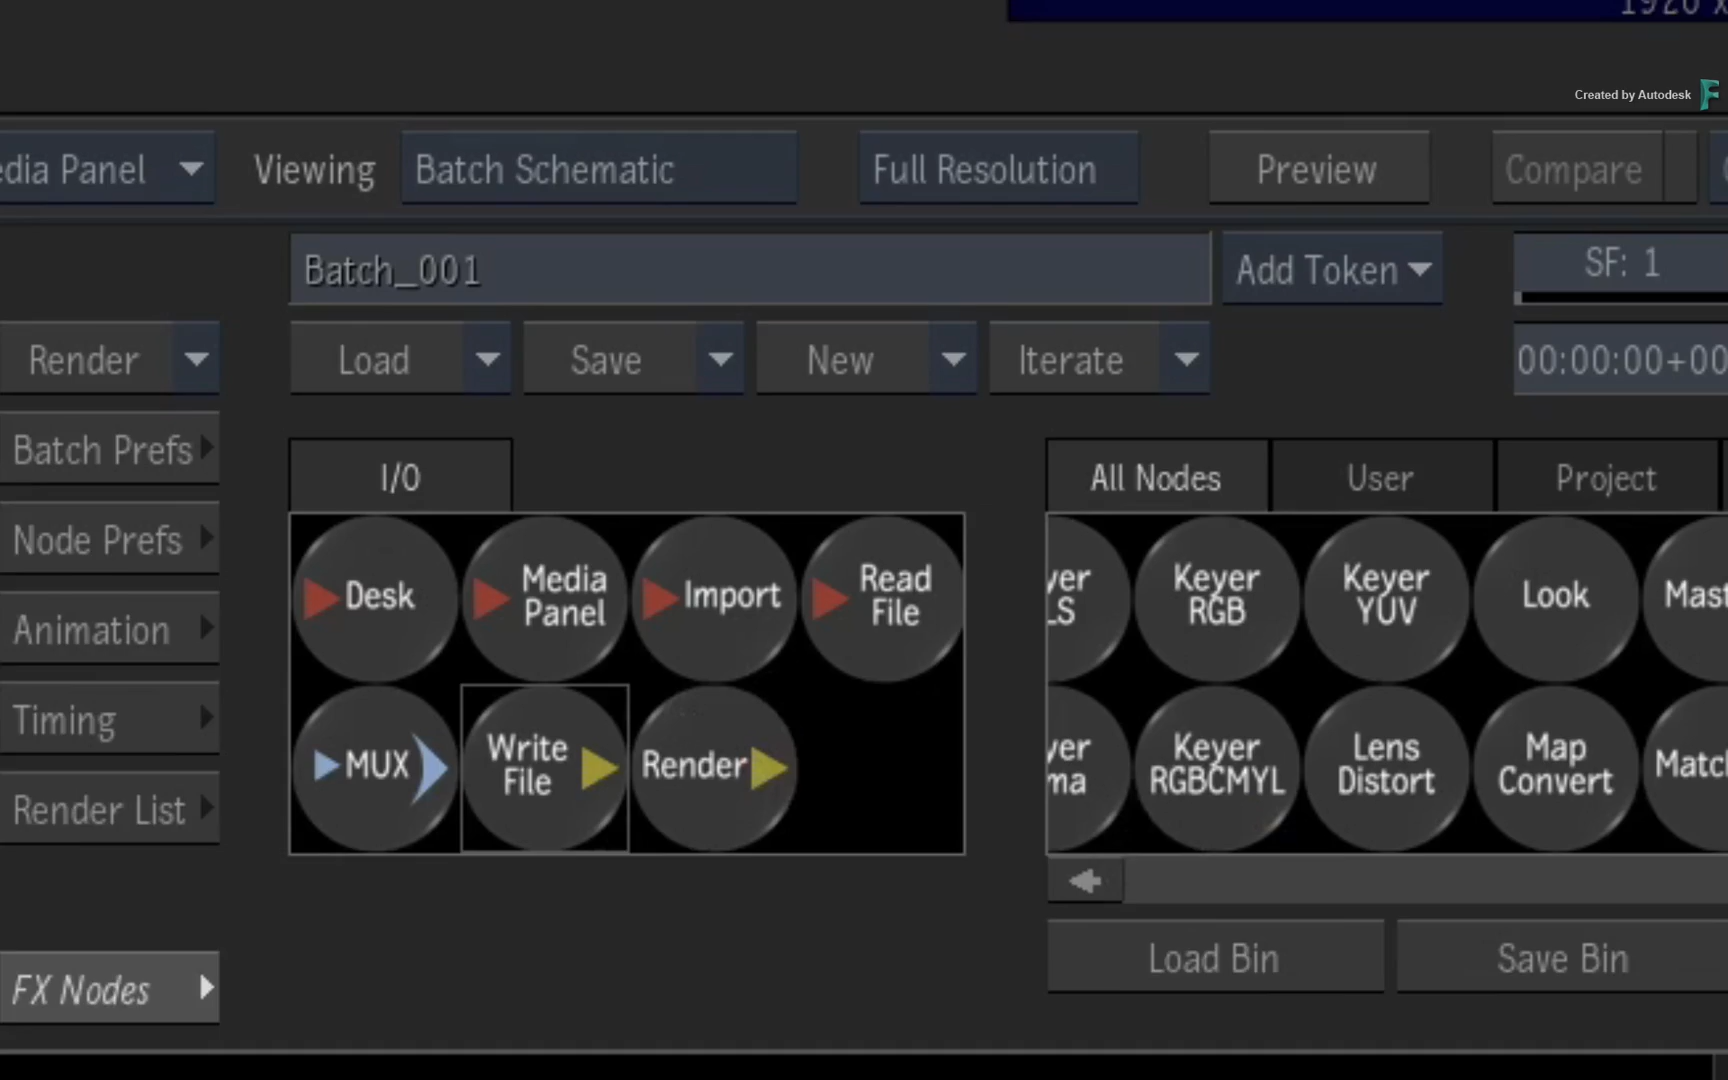 Created by Autodesk
Viewing
Batch Schematic
Full Resolution
Preview
Compare
Panel
Batch_001
Add Token
SF: 1
Render
Load
Save
New
Iterate
00:00:00+00
Batch Prefs
Node Prefs
Animation
Timing
Render List
FX Nodes
I/O
All Nodes
User
Project
Desk
Media
Panel
Import
Read
File
MUX
Write
File
Render
Keyer
RGB
Keyer
YUV
Look
Keyer
RGBCMYL
Lens
Distort
Map
Convert
Load Bin
Save Bin